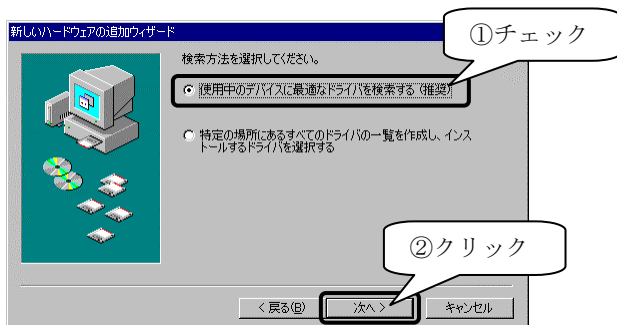 新しいハードウェアの追加ウィザード
①チェック
検索方法を選択してください。
使用中のデバイスに最適なドライバを検索する（推奨）
特定の場所にあるすべてのドライバの一覧を作成し、インス
トールするドライバを選択する
②クリック
< 戻る(B)
次へ >
キャンセル